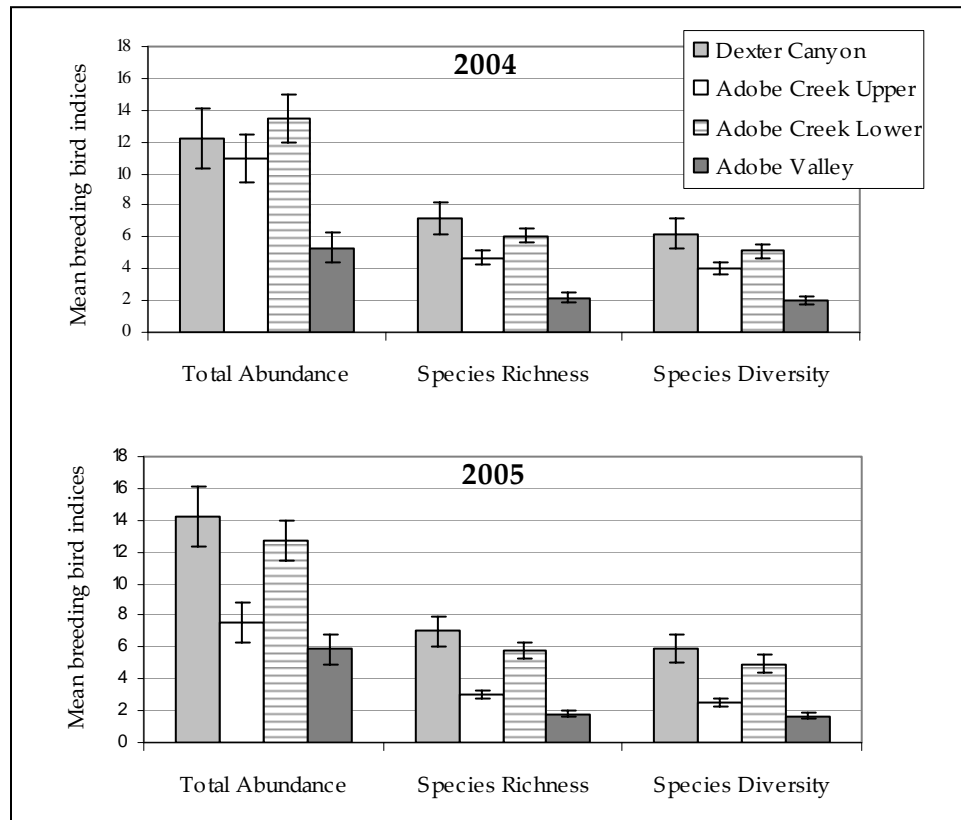 2004
Dexter Canyon
Adobe Creek Upper
Adobe Creek Lower
Adobe Valley
Mean breeding bird indices
18
16
14
12
10
8
6
4
2
0
Total Abundance
Species Richness
Species Diversity
2005
Mean breeding bird indices
18
16
14
12
10
8
6
4
2
0
Total Abundance
Species Richness
Species Diversity